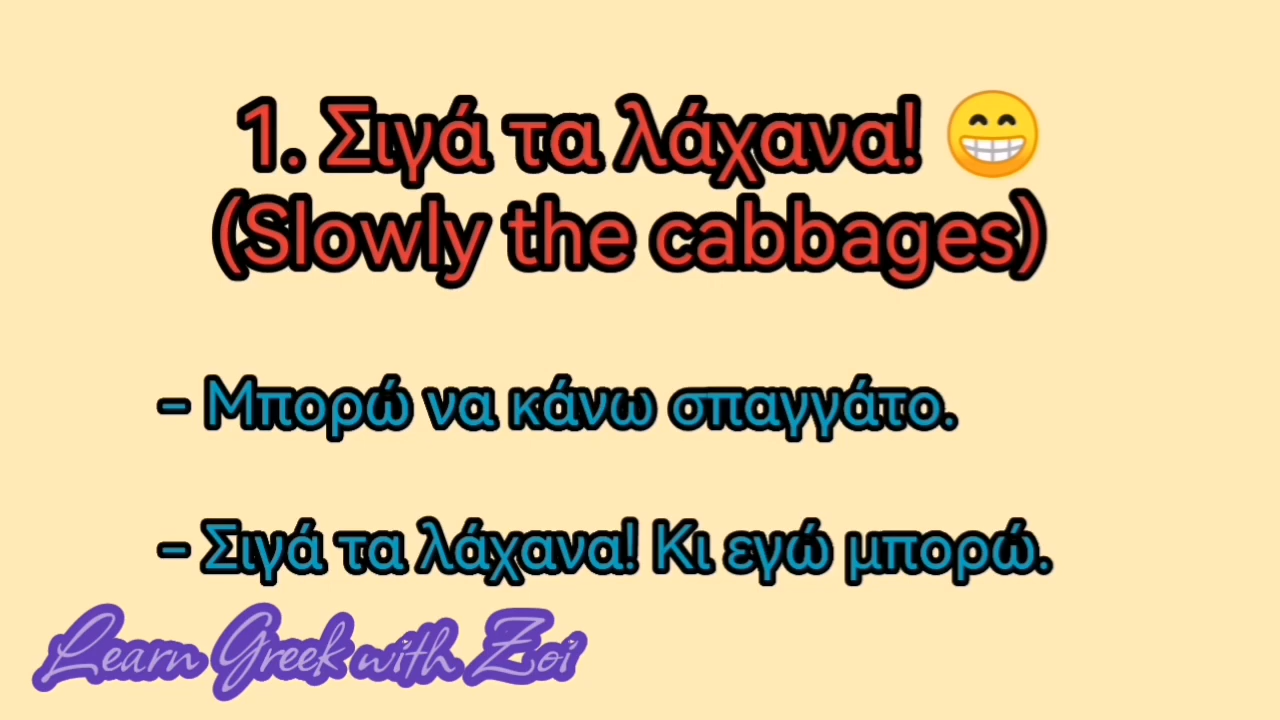 1. Σιγά τα λάχανα! 😁
(Slowly the cabbages)
- Μπορώ να κάνω σπαγγάτο.
- Σιγά τα λάχανα! Κι εγώ μπορώ.
Learn Greek with Zoi